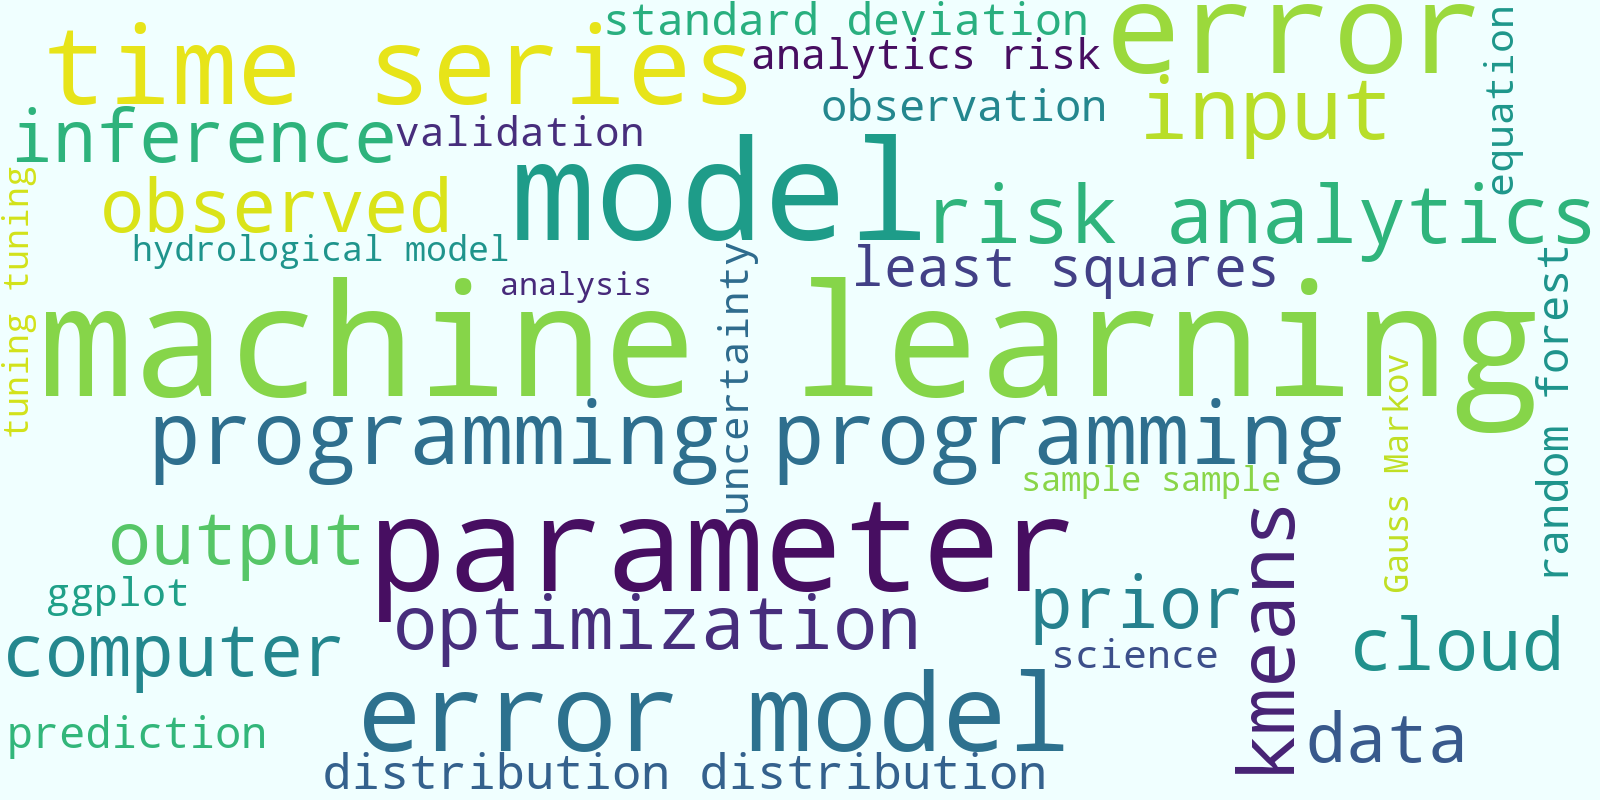 standard deviation
error
time series
analytics risk
equation
observation
input
inference
validation
model
observed
risk analytics
tuning tuning
hydrological model
uncertainty
least squares
analysis
random forest
machine learning
Gauss Markov
programming programming
sample sample
parameter
output
kmeans
ggplot
prior
optimization
computer
cloud
science
error model
prediction
data
distribution distribution